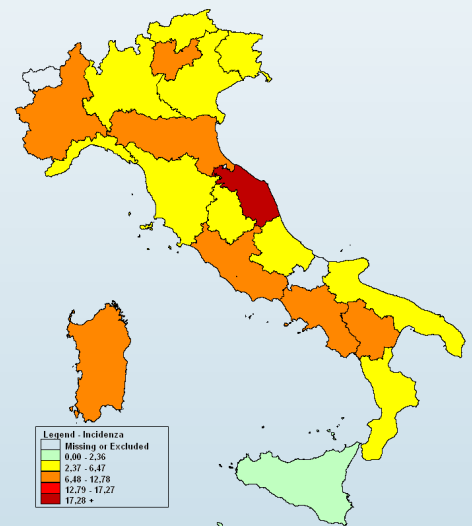 Legend - Incidenza
Missing or Excluded
0,00 - 2,36
2,37 - 6,47
6,48 - 12,78
12,79 - 17,27
17,28 +